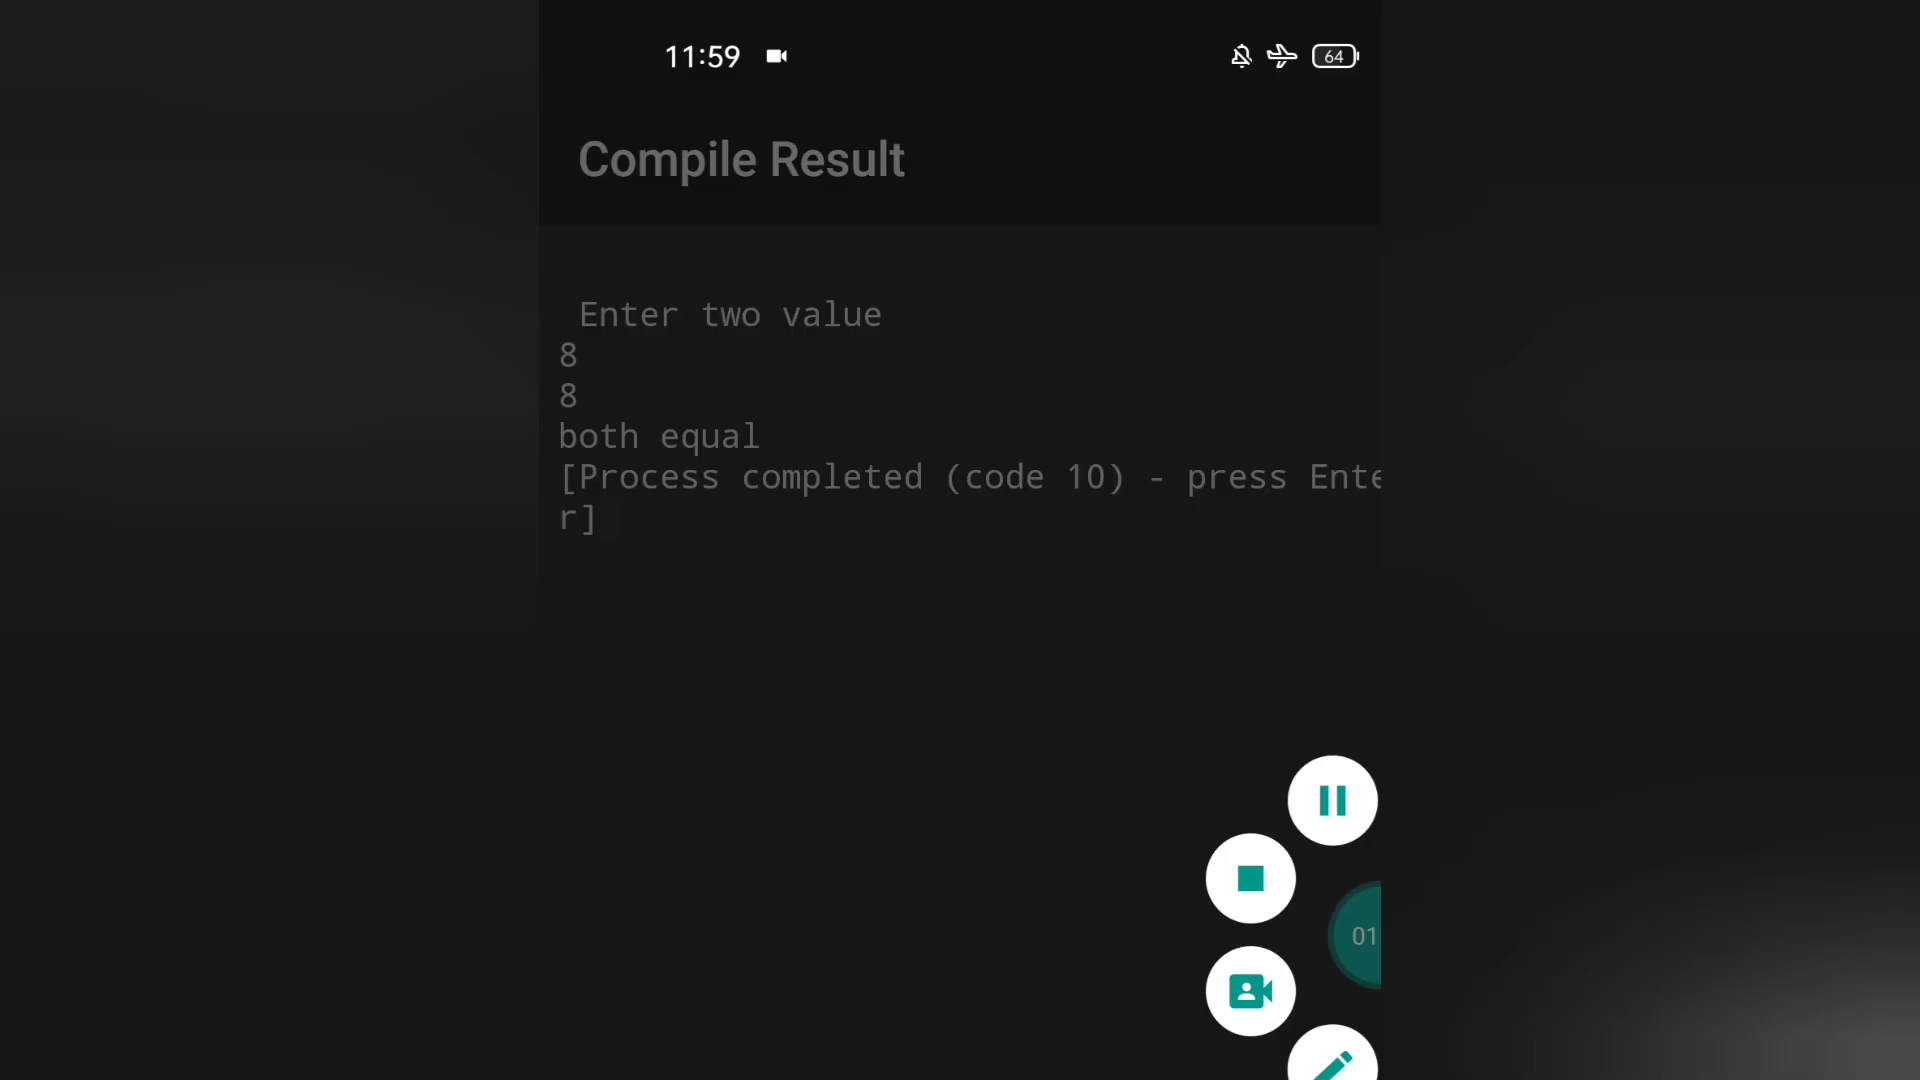 11:59
64
Compile Result
Enter two value
8
8
both equal
[Process completed (code 10) - press Ente
r]
01